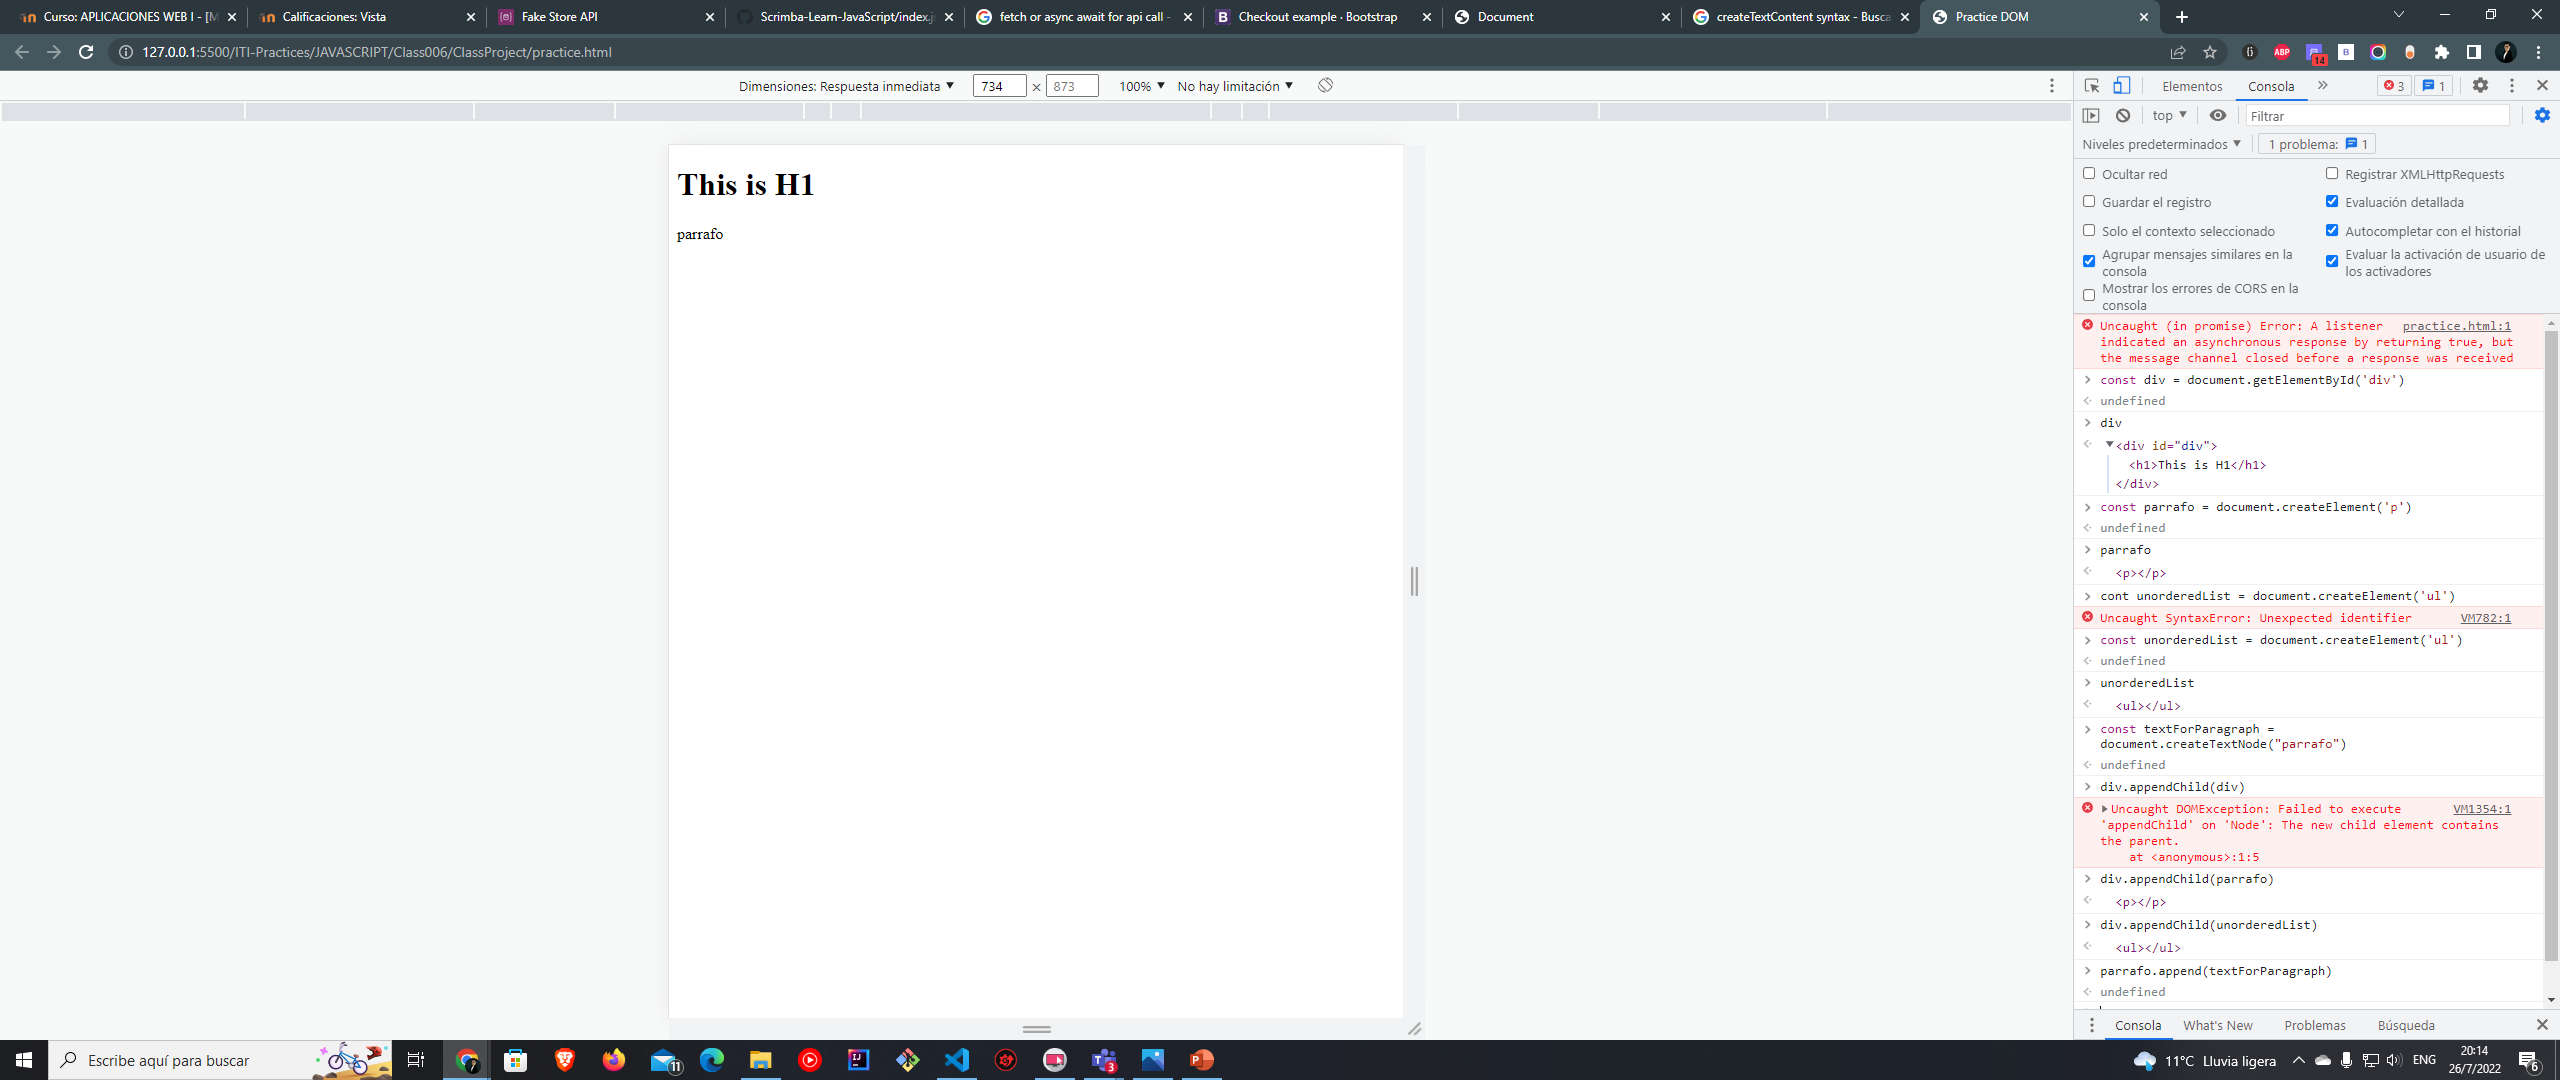 Curso: APLICACIONES WEB I - [M
Calificaciones: Vista
Fake Store API
Scrimba-Learn-JavaScript/index.j
fetch or async await for api call -
Checkout example · Bootstrap
Document
createTextContent syntax - Busca
Practice DOM
127.0.0.1:5500/ITI-Practices/JAVASCRIPT/Class006/ClassProject/practice.html
ABP
14
B
Dimensiones: Respuesta inmediata ▼ 734 × 873 100% ▼ No hay limitación ▼
Elementos Consola » 3 1
top ▼ Filtrar
Niveles predeterminados ▼ 1 problema: 1
Ocultar red
Registrar XMLHttpRequests
Guardar el registro
Evaluación detallada
Solo el contexto seleccionado
Autocompletar con el historial
Agrupar mensajes similares en la
consola
Evaluar la activación de usuario de
los activadores
Mostrar los errores de CORS en la
consola
This is H1
parrafo
Uncaught (in promise) Error: A listener practice.html:1
indicated an asynchronous response by returning true, but
the message channel closed before a response was received
const div = document.getElementById('div')
undefined
div
<div id="div">
<h1>This is H1</h1>
</div>
const parrafo = document.createElement('p')
undefined
parrafo
<p></p>
cont unorderedList = document.createElement('ul')
Uncaught SyntaxError: Unexpected identifier VM782:1
const unorderedList = document.createElement('ul')
undefined
unorderedList
<ul></ul>
const textForParagraph =
document.createTextNode("parrafo")
undefined
div.appendChild(div)
Uncaught DOMException: Failed to execute VM1354:1
'appendChild' on 'Node': The new child element contains
the parent.
at <anonymous>:1:5
div.appendChild(parrafo)
<p></p>
div.appendChild(unorderedList)
<ul></ul>
parrafo.append(textForParagraph)
undefined
Consola What's New Problemas Búsqueda
Escribe aquí para buscar
11
3
11°C Lluvia ligera
ENG
20:14
26/7/2022
6